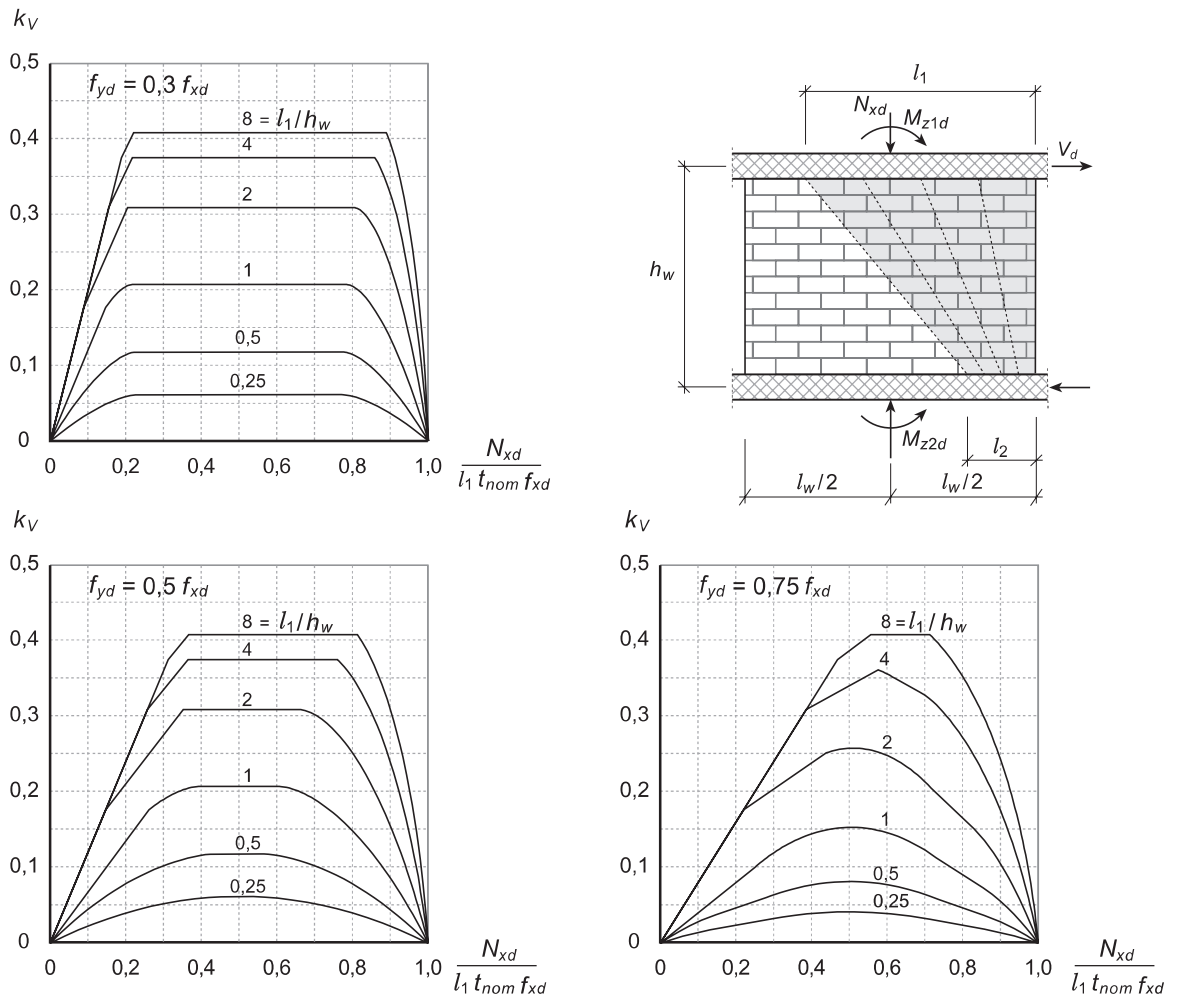 k_V
0,5
0,4
0,3
0,2
0,1
0
f_yd = 0,3 f_xd
8 = l_1/h_w
4
2
1
0,5
0,25
0 0,2 0,4 0,6 0,8 1,0
N_xd
l_1 t_nom f_xd
l_1
N_xd
M_z1d
V_d
h_w
M_z2d
l_2
l_w/2 l_w/2
k_V
0,5
0,4
0,3
0,2
0,1
0
f_yd = 0,5 f_xd
8 = l_1/h_w
4
2
1
0,5
0,25
0 0,2 0,4 0,6 0,8 1,0
N_xd
l_1 t_nom f_xd
k_V
0,5
0,4
0,3
0,2
0,1
0
f_yd = 0,75 f_xd
8 = l_1/h_w
4
2
1
0,5
0,25
0 0,2 0,4 0,6 0,8 1,0
N_xd
l_1 t_nom f_xd